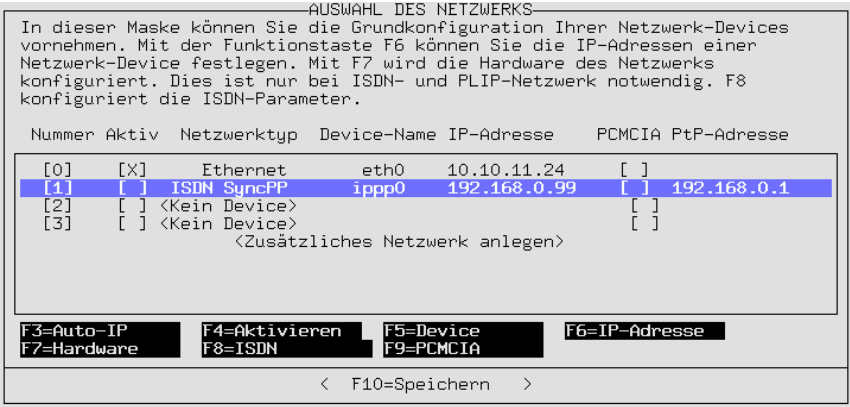 AUSWAHL DES NETZWERKS
In dieser Maske können Sie die Grundkonfiguration Ihrer Netzwerk-Devices
vornehmen. Mit der Funktionstaste F6 können Sie die IP-Adressen einer
Netzwerk-Device festlegen. Mit F7 wird die Hardware des Netzwerks
konfiguriert. Dies ist nur bei ISDN- und PLIP-Netzwerk notwendig. F8
konfiguriert die ISDN-Parameter.
Nummer Aktiv Netzwerktyp Device-Name IP-Adresse PCMCIA PtP-Adresse
[0] [X] Ethernet eth0 10.10.11.24 [ ]
[1] [ ] ISDN SyncPP ippp0 192.168.0.99 [ ] 192.168.0.1
[2] [ ] <Kein Device> [ ]
[3] [ ] <Kein Device> [ ]
<Zusätzliches Netzwerk anlegen>
F3=Auto-IP F4=Aktivieren F5=Device F6=IP-Adresse
F7=Hardware F8=ISDN F9=PCMCIA
< F10=Speichern >